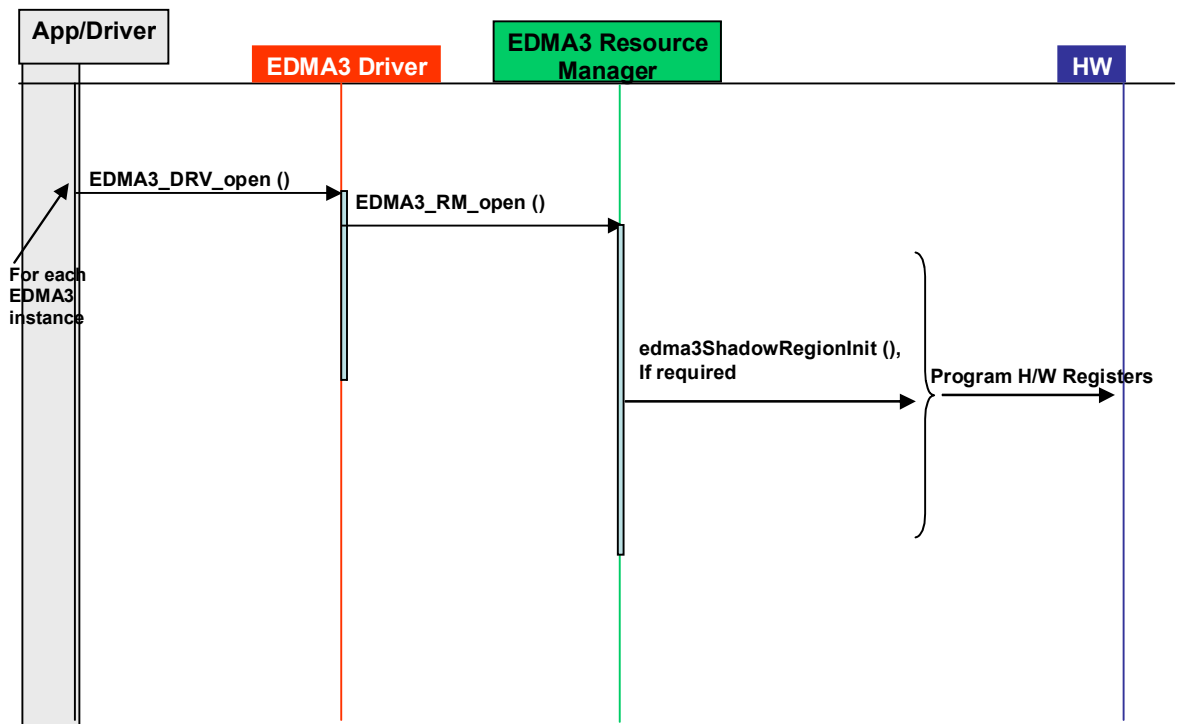 App/Driver
EDMA3 Driver
EDMA3 Resource
Manager
HW
EDMA3_DRV_open ()
EDMA3_RM_open ()
For each
EDMA3
instance
edma3ShadowRegionInit (),
If required
Program H/W Registers